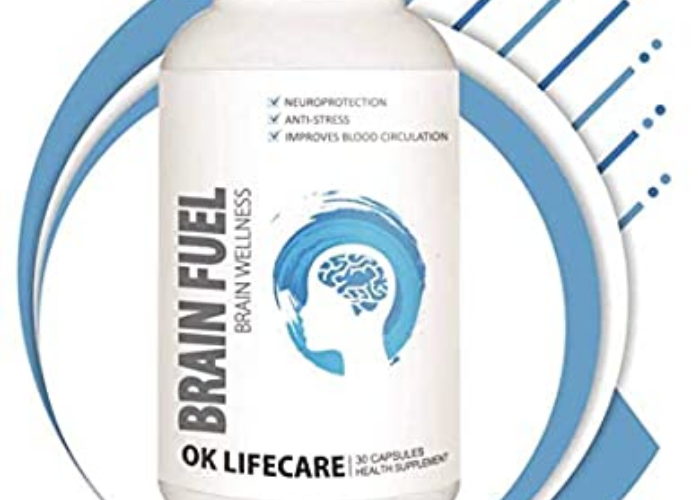 NEUROPROTECTION
ANTI-STRESS
IMPROVES BLOOD CIRCULATION
BRAIN FUEL
BRAIN WELLNESS
OK LIFECARE
30 CAPSULES
HEALTH SUPPLEMENT